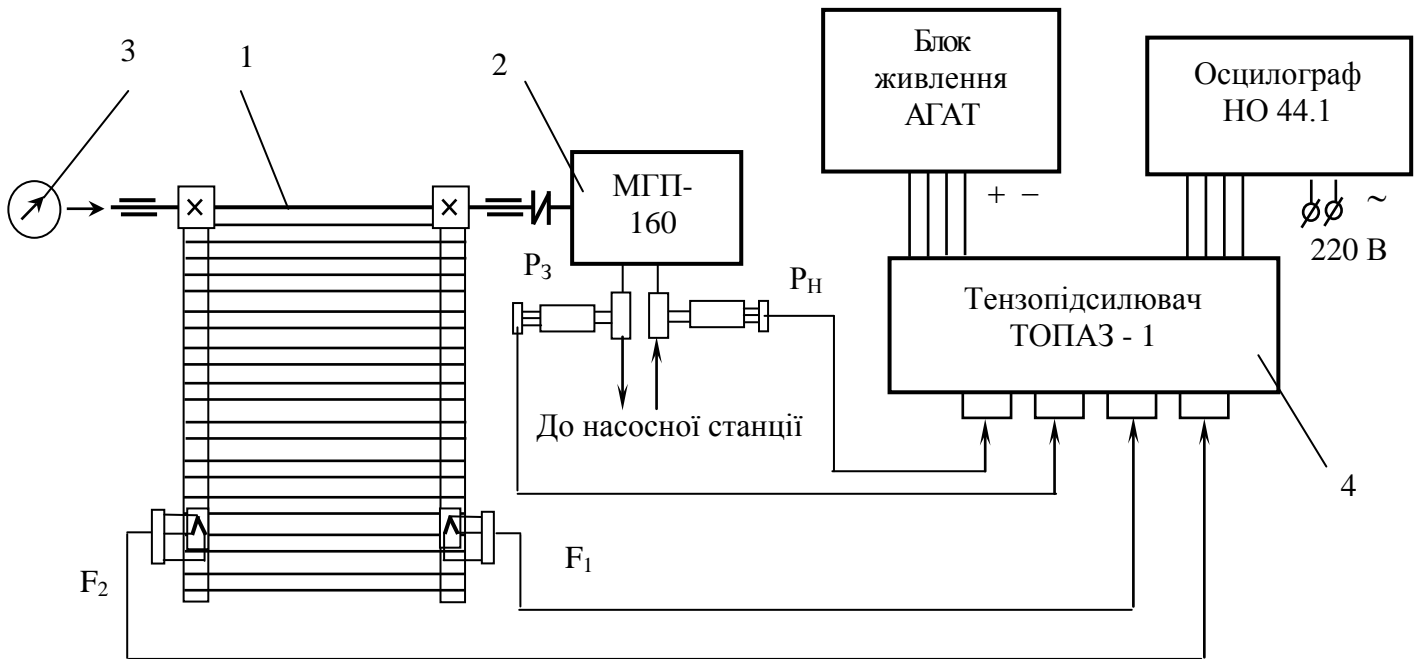 3
1
2
Блок
живлення
АГАТ
Осцилограф
НО 44.1
МГП-
160
+ −
~
220 В
PЗ
PН
Тензопідсилювач
ТОПАЗ - 1
До насосної станції
4
F1
F2